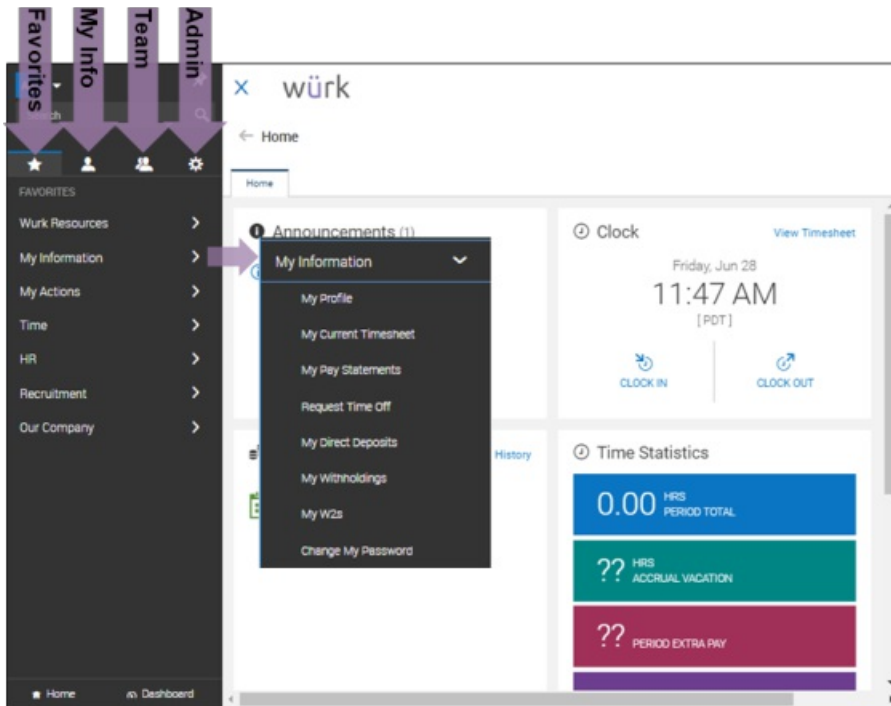 Favorites
My Info
Team
Admin
Search
FAVORITES
Wurk Resources
My Information
My Actions
Time
HR
Recruitment
Our Company
Home
Dashboard
würk
Home
Home
Announcements (1)
My Information
My Profile
My Current Timesheet
My Pay Statements
Request Time Off
My Direct Deposits
My Withholdings
My W2s
Change My Password
History
Clock
View Timesheet
Friday, Jun 28
11:47 AM
[ PDT ]
CLOCK IN
CLOCK OUT
Time Statistics
0.00 HRS
PERIOD TOTAL
?? HRS
ACCRUAL VACATION
?? PERIOD EXTRA PAY